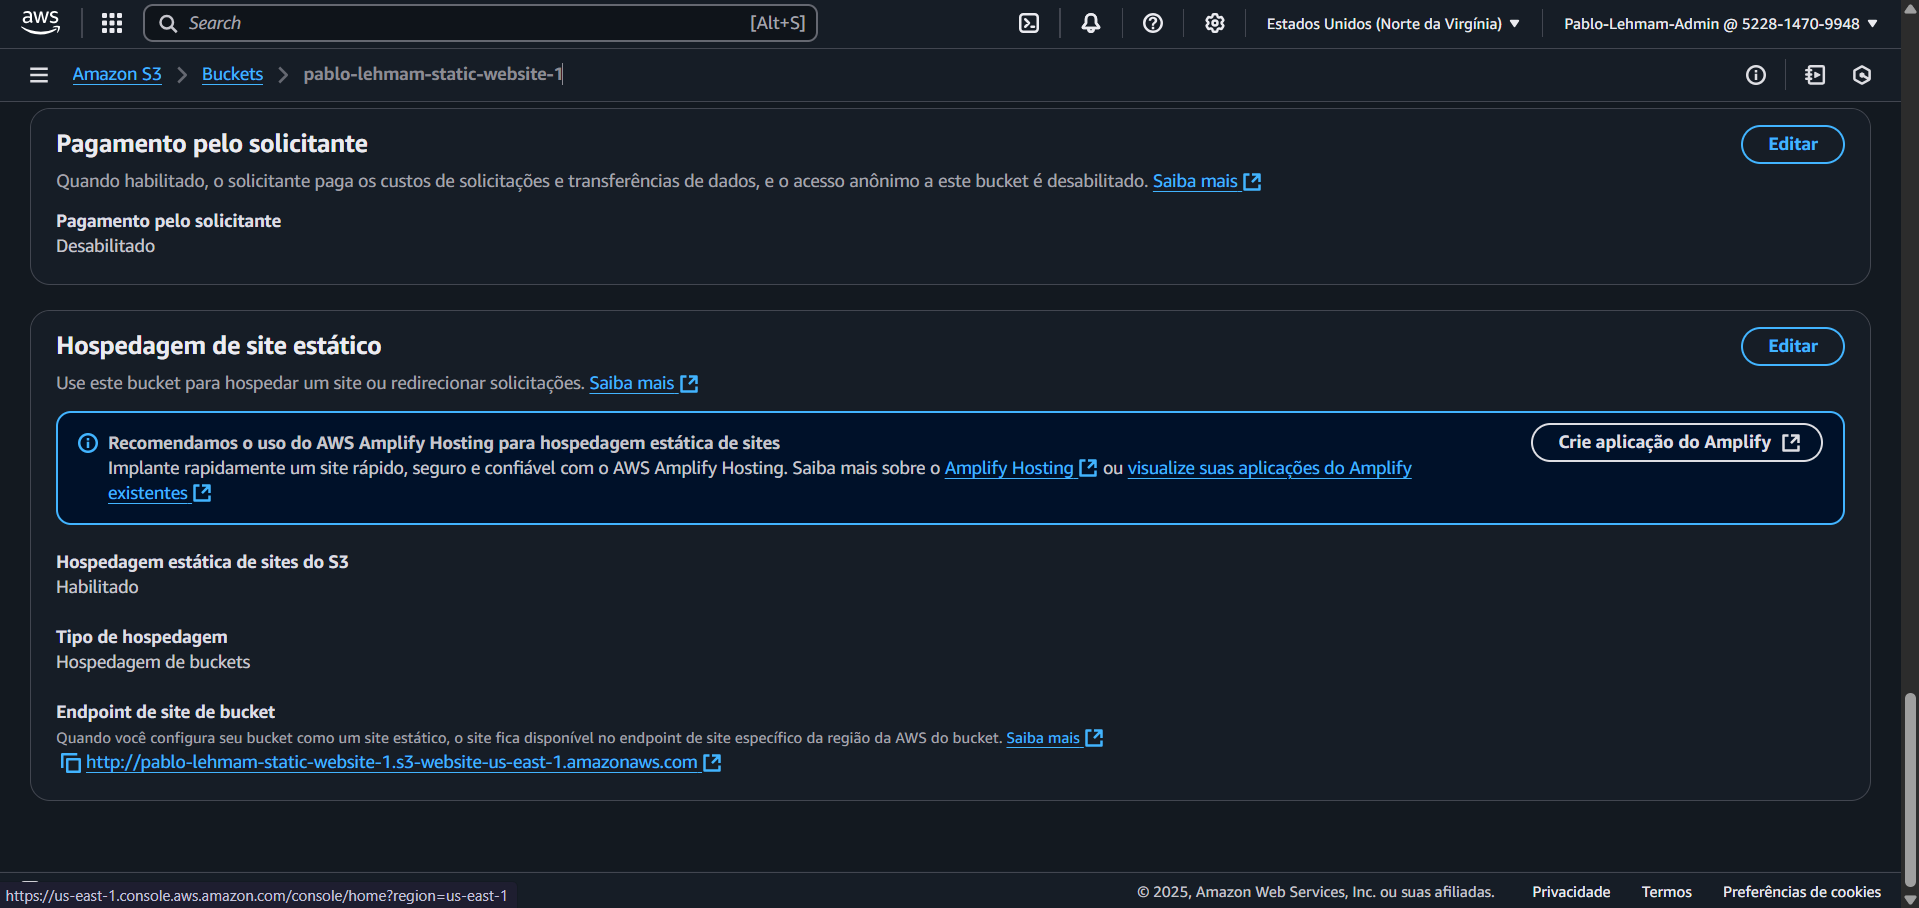 aws
Search [Alt+S]
Estados Unidos (Norte da Virgínia)
Pablo-Lehmam-Admin @ 5228-1470-9948
Amazon S3 > Buckets > pablo-lehmam-static-website-1
Pagamento pelo solicitante
Editar
Quando habilitado, o solicitante paga os custos de solicitações e transferências de dados, e o acesso anônimo a este bucket é desabilitado. Saiba mais
Pagamento pelo solicitante
Desabilitado
Hospedagem de site estático
Editar
Use este bucket para hospedar um site ou redirecionar solicitações. Saiba mais
Recomendamos o uso do AWS Amplify Hosting para hospedagem estática de sites
Crie aplicação do Amplify
Implante rapidamente um site rápido, seguro e confiável com o AWS Amplify Hosting. Saiba mais sobre o Amplify Hosting ou visualize suas aplicações do Amplify
existentes
Hospedagem estática de sites do S3
Habilitado
Tipo de hospedagem
Hospedagem de buckets
Endpoint de site de bucket
Quando você configura seu bucket como um site estático, o site fica disponível no endpoint de site específico da região da AWS do bucket. Saiba mais
http://pablo-lehmam-static-website-1.s3-website-us-east-1.amazonaws.com
https://us-east-1.console.aws.amazon.com/console/home?region=us-east-1
© 2025, Amazon Web Services, Inc. ou suas afiliadas.
Privacidade
Termos
Preferências de cookies